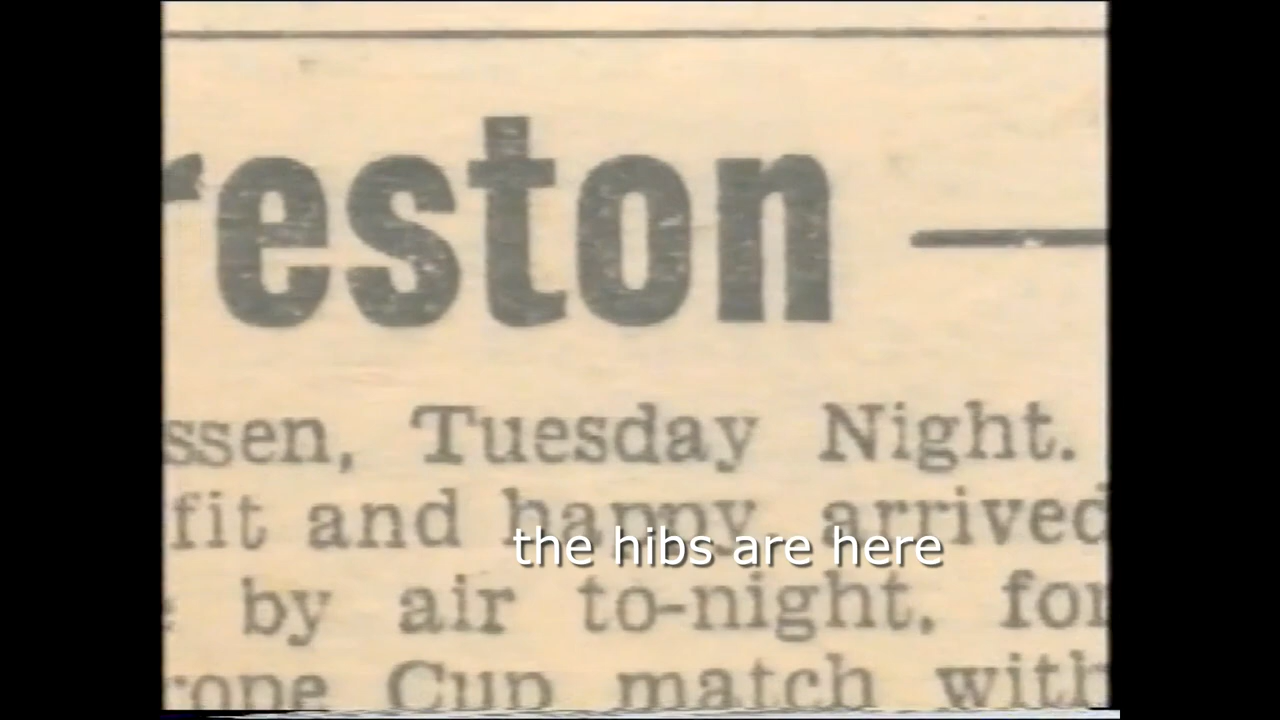 reston —
ssen, Tuesday Night.
fit and happy arrived
the hibs are here
by air to-night, for
rope Cup match with